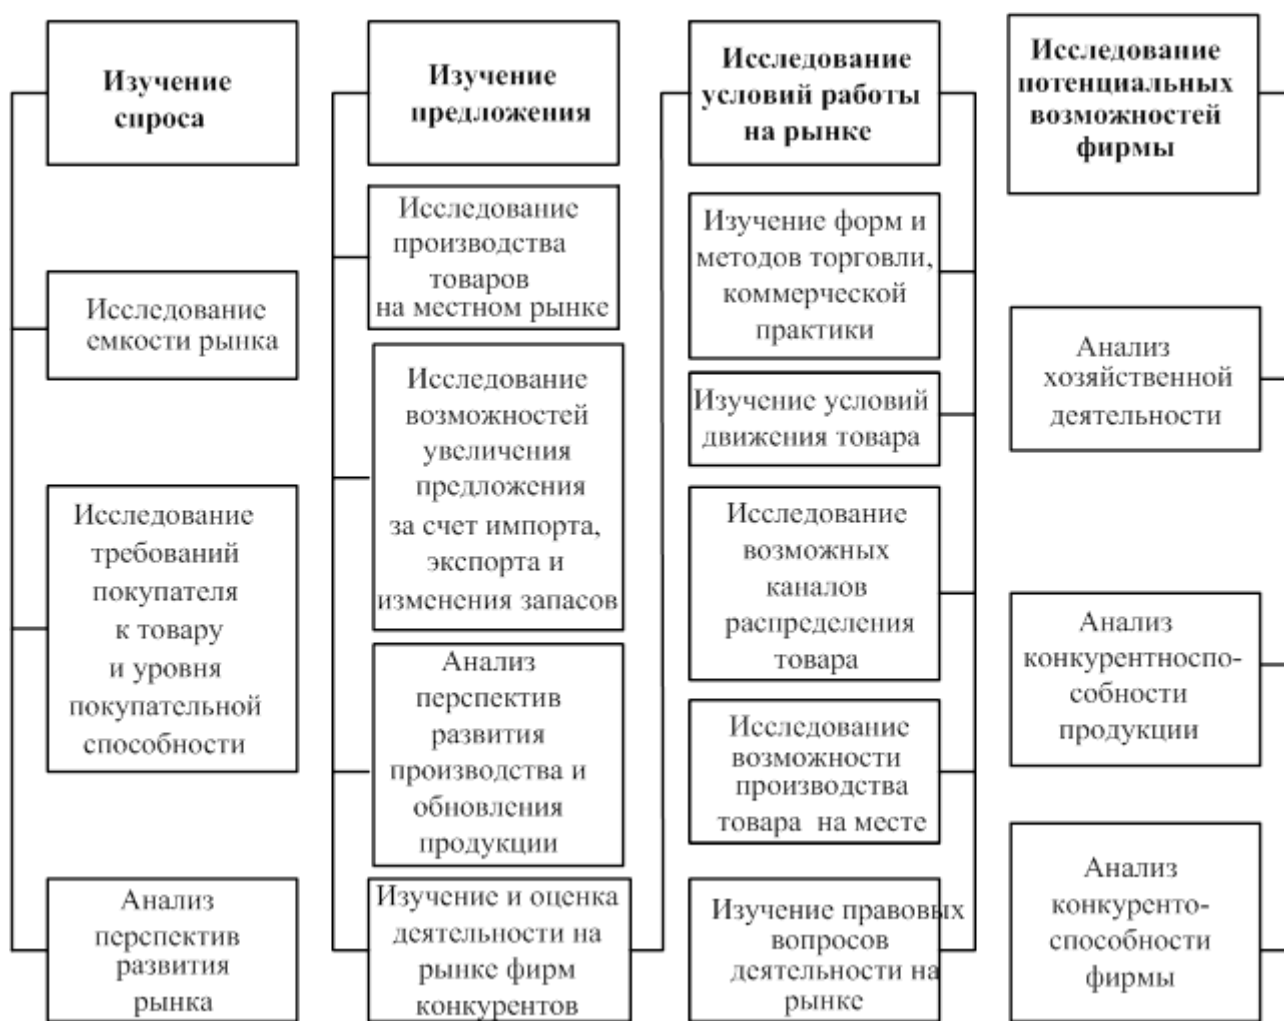 Изучение
спроса
Исследование
емкости рынка
Исследование
требований
покупателя
к товару
и уровня
покупательной
способности
Анализ
перспектив
развития
рынка
Изучение
предложения
Исследование
производства
товаров
на местном рынке
Исследование
возможностей
увеличения
предложения
за счет импорта,
экспорта и
изменения запасов
Анализ
перспектив
развития
производства и
обновления
продукции
Изучение и оценка
деятельности на
рынке фирм
конкурентов
Исследование
условий работы
на рынке
Изучение форм и
методов торговли,
коммерческой
практики
Изучение условий
движения товара
Исследование
возможных
каналов
распределения
товара
Исследование
возможности
производства
товара на месте
Изучение правовых
вопросов
деятельности на
рынке
Исследование
потенциальных
возможностей
фирмы
Анализ
хозяйственной
деятельности
Анализ
конкурентноспо-
собности
продукции
Анализ
конкуренто-
способности
фирмы